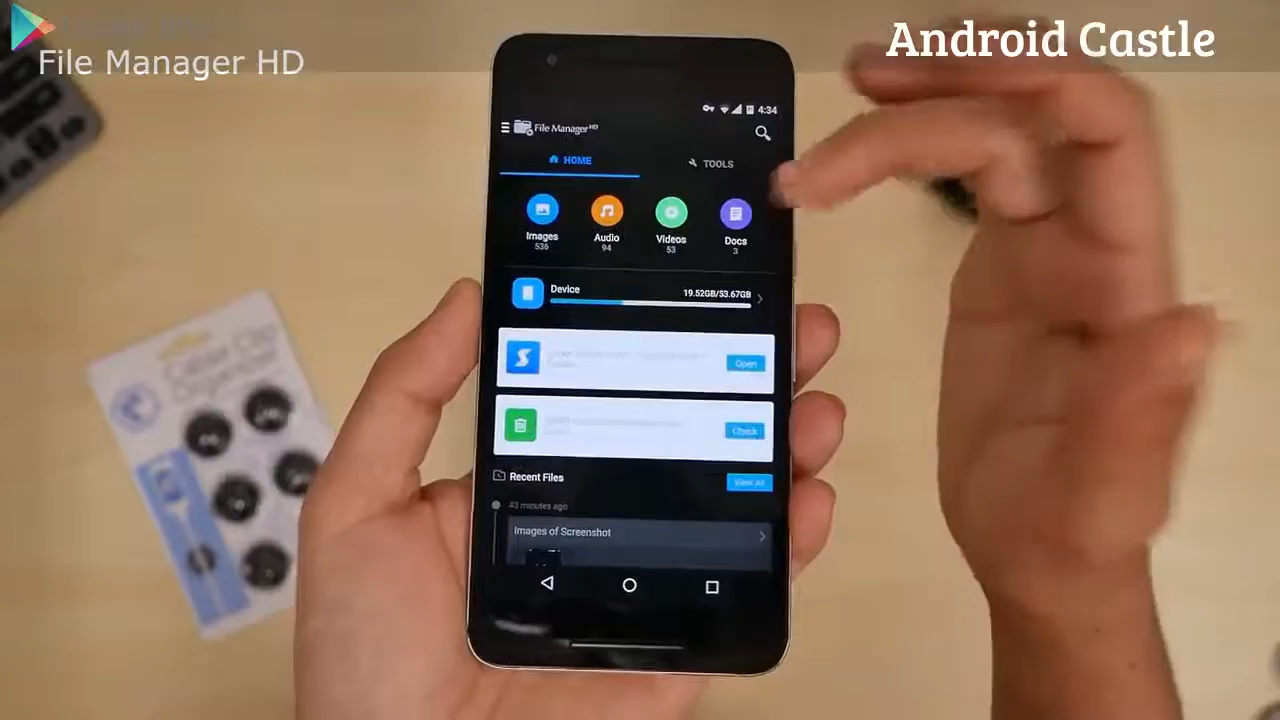 File Manager HD
Android Castle
4:34
File Manager HD
HOME
TOOLS
Images
536
Audio
94
Videos
53
Docs
3
Device
19.52GB/53.67GB
Open
Check
Recent Files
View All
43 minutes ago
Images of Screenshot